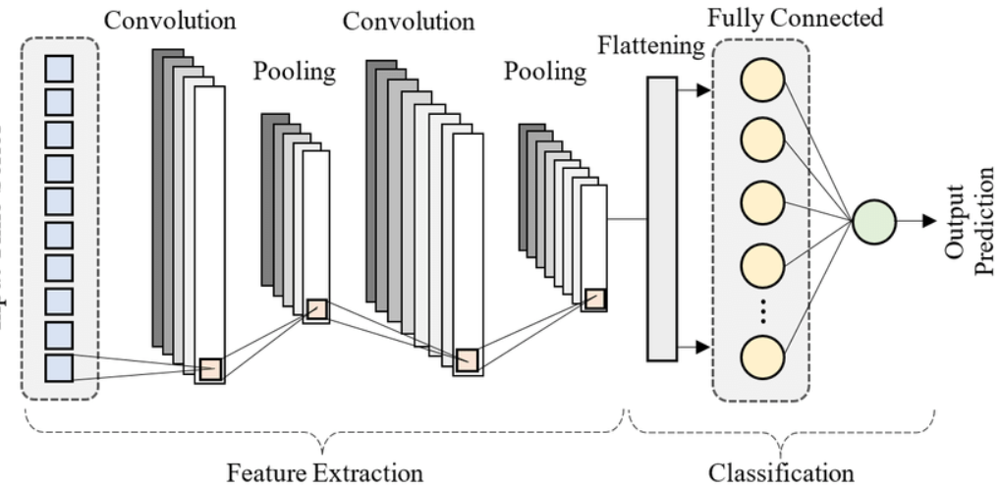 Convolution
Convolution
Fully Connected
Flattening
Pooling
Pooling
Output
Prediction
Feature Extraction
Classification